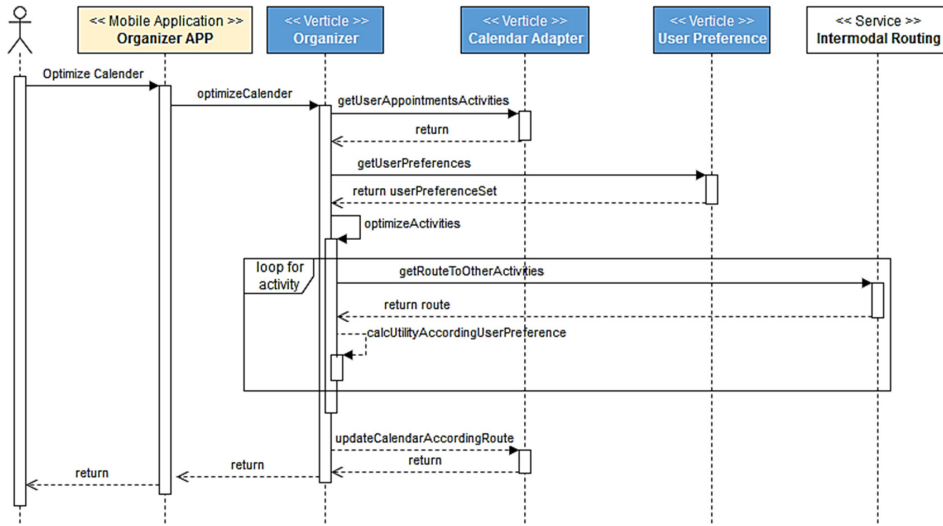 << Mobile Application >>
Organizer APP
<< Verticle >>
Organizer
<< Verticle >>
Calendar Adapter
<< Verticle >>
User Preference
<< Service >>
Intermodal Routing
Optimize Calender
optimizeCalender
getUserAppointmentsActivities
return
getUserPreferences
return userPreferenceSet
optimizeActivities
loop for
activity
getRouteToOtherActivities
return route
calcUtilityAccordingUserPreference
updateCalendarAccordingRoute
return
return
return